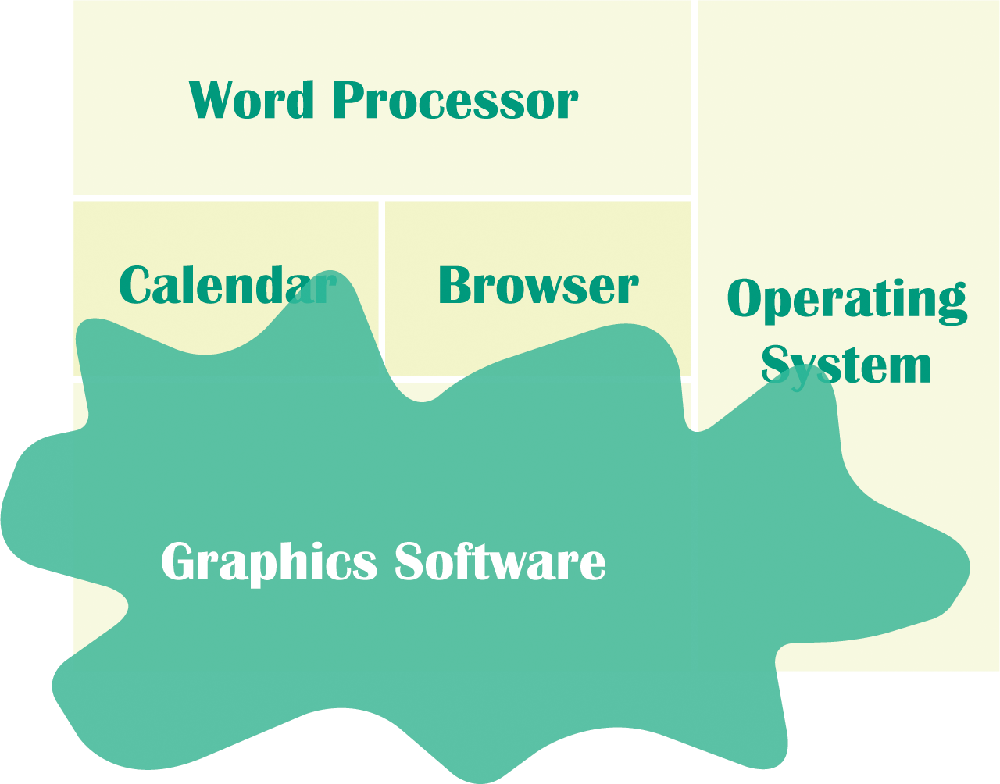 Word Processor
Calendar
Browser
Operating
System
Graphics Software